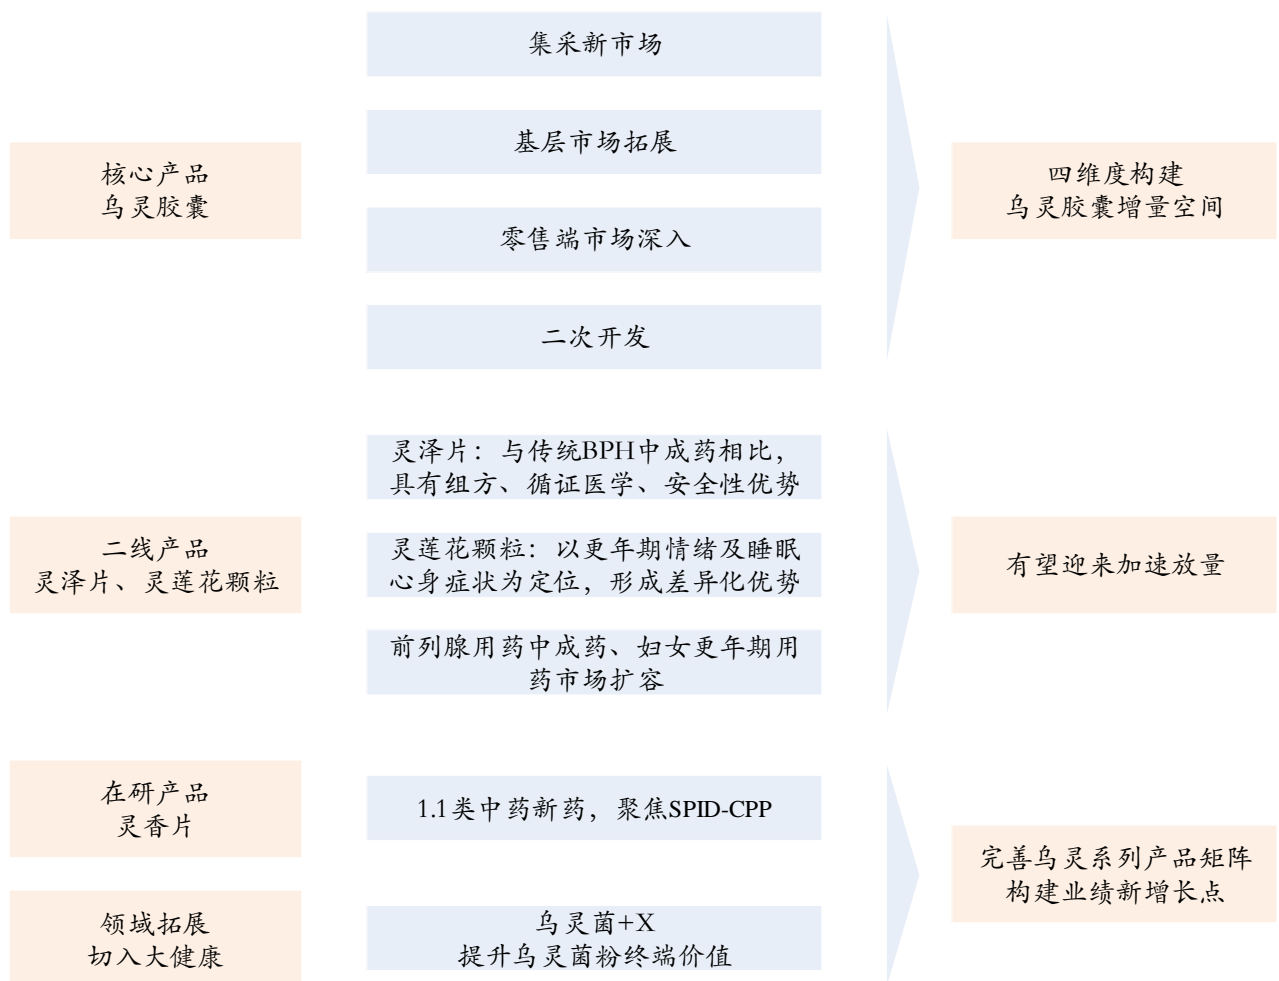 核心产品
乌灵胶囊
集采新市场
基层市场拓展
零售端市场深入
二次开发
四维度构建
乌灵胶囊增量空间
二线产品
灵泽片、灵莲花颗粒
灵泽片：与传统BPH中成药相比，
具有组方、循证医学、安全性优势
灵莲花颗粒：以更年期情绪及睡眠
心身症状为定位，形成差异化优势
前列腺用药中成药、妇女更年期用
药市场扩容
有望迎来加速放量
在研产品
灵香片
1.1类中药新药，聚焦SPID-CPP
领域拓展
切入大健康
乌灵菌+X
提升乌灵菌粉终端价值
完善乌灵系列产品矩阵
构建业绩新增长点